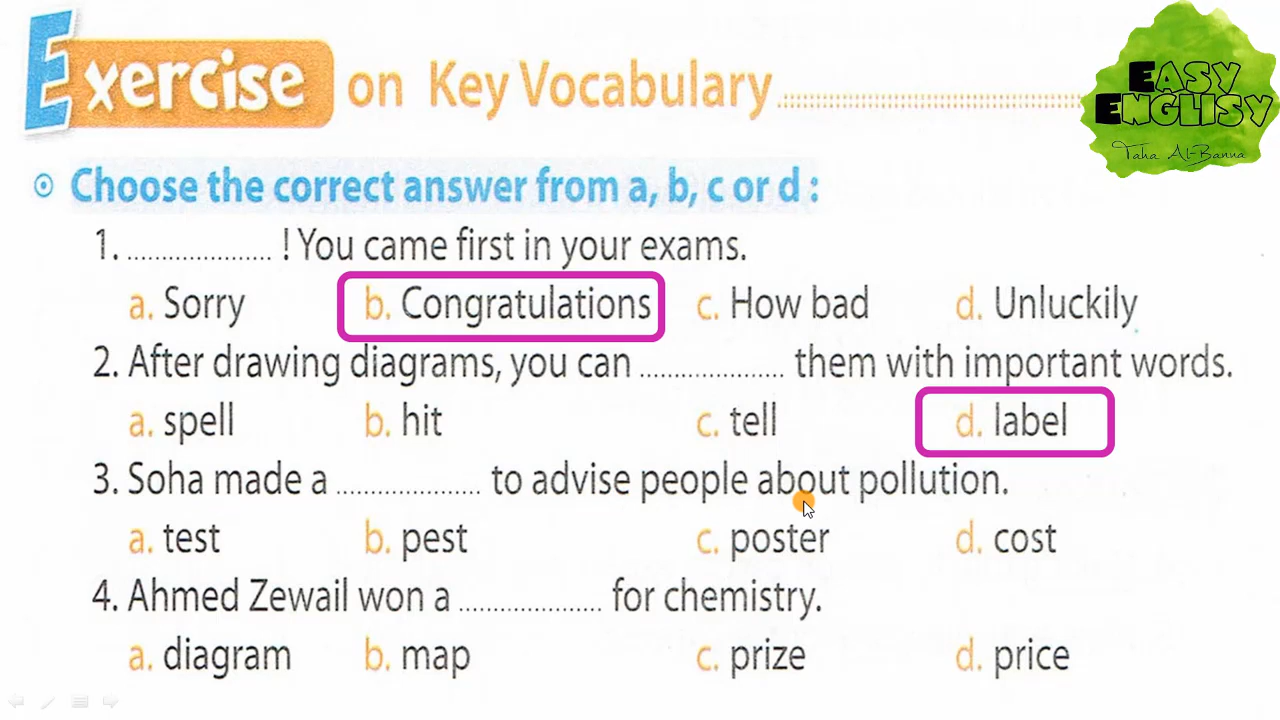 Exercise on Key Vocabulary
EASY
ENGLISY
Taha Al-Banna
Choose the correct answer from a, b, c or d :
1. .................... ! You came first in your exams.
a. Sorry b. Congratulations c. How bad d. Unluckily
2. After drawing diagrams, you can .................... them with important words.
a. spell b. hit c. tell d. label
3. Soha made a .................... to advise people about pollution.
a. test b. pest c. poster d. cost
4. Ahmed Zewail won a .................... for chemistry.
a. diagram b. map c. prize d. price